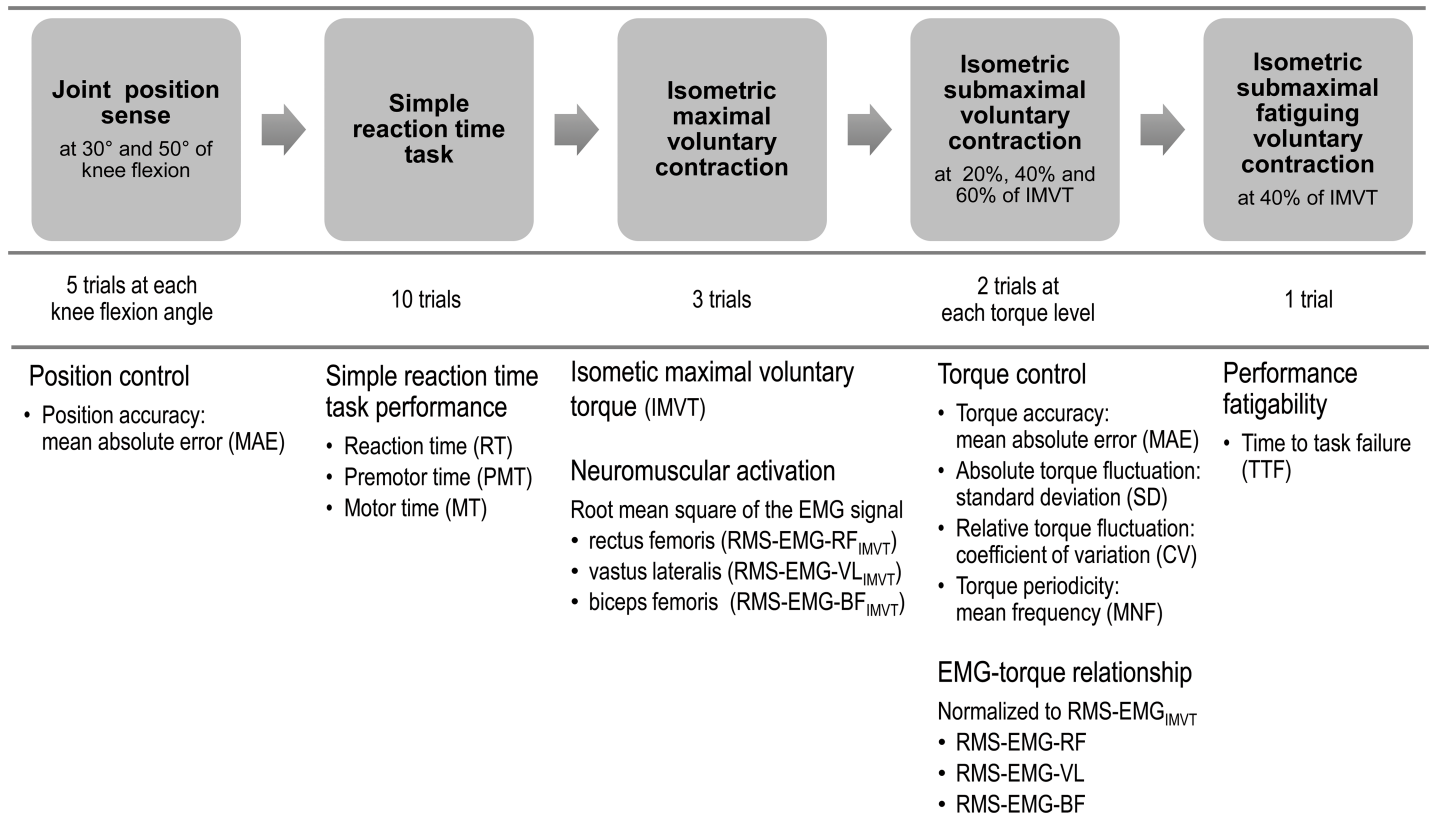 Joint position
sense
at 30° and 50° of
knee flexion
Simple
reaction time
task
Isometric
maximal
voluntary
contraction
Isometric
submaximal
voluntary
contraction
at 20%, 40% and
60% of IMVT
Isometric
submaximal
fatiguing
voluntary
contraction
at 40% of IMVT
5 trials at each
knee flexion angle
10 trials
3 trials
2 trials at
each torque level
1 trial
Position control
• Position accuracy:
mean absolute error (MAE)
Simple reaction time
task performance
• Reaction time (RT)
• Premotor time (PMT)
• Motor time (MT)
Isometic maximal voluntary
torque (IMVT)
Neuromuscular activation
Root mean square of the EMG signal
• rectus femoris (RMS-EMG-RFIMVT)
• vastus lateralis (RMS-EMG-VLIMVT)
• biceps femoris (RMS-EMG-BFIMVT)
Torque control
• Torque accuracy:
mean absolute error (MAE)
• Absolute torque fluctuation:
standard deviation (SD)
• Relative torque fluctuation:
coefficient of variation (CV)
• Torque periodicity:
mean frequency (MNF)
EMG-torque relationship
Normalized to RMS-EMGIMVT
• RMS-EMG-RF
• RMS-EMG-VL
• RMS-EMG-BF
Performance
fatigability
• Time to task failure
(TTF)